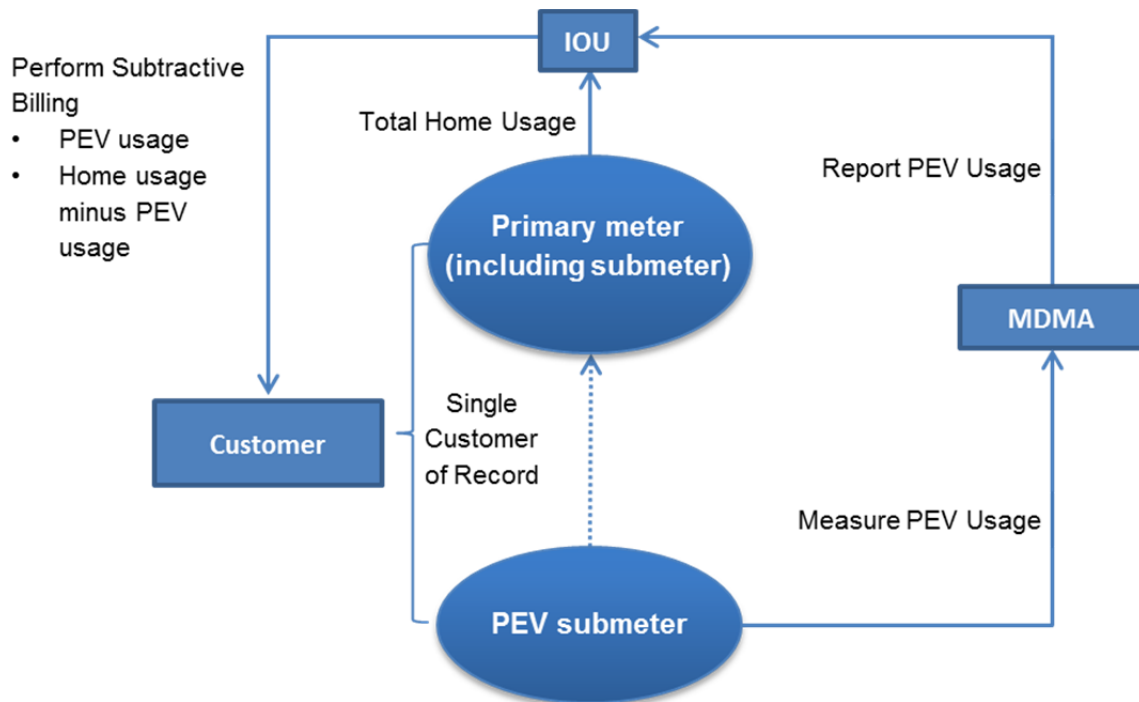 IOU
Perform Subtractive
Billing
• PEV usage
• Home usage
minus PEV
usage
Total Home Usage
Report PEV Usage
Primary meter
(including submeter)
MDMA
Customer
Single
Customer
of Record
Measure PEV Usage
PEV submeter